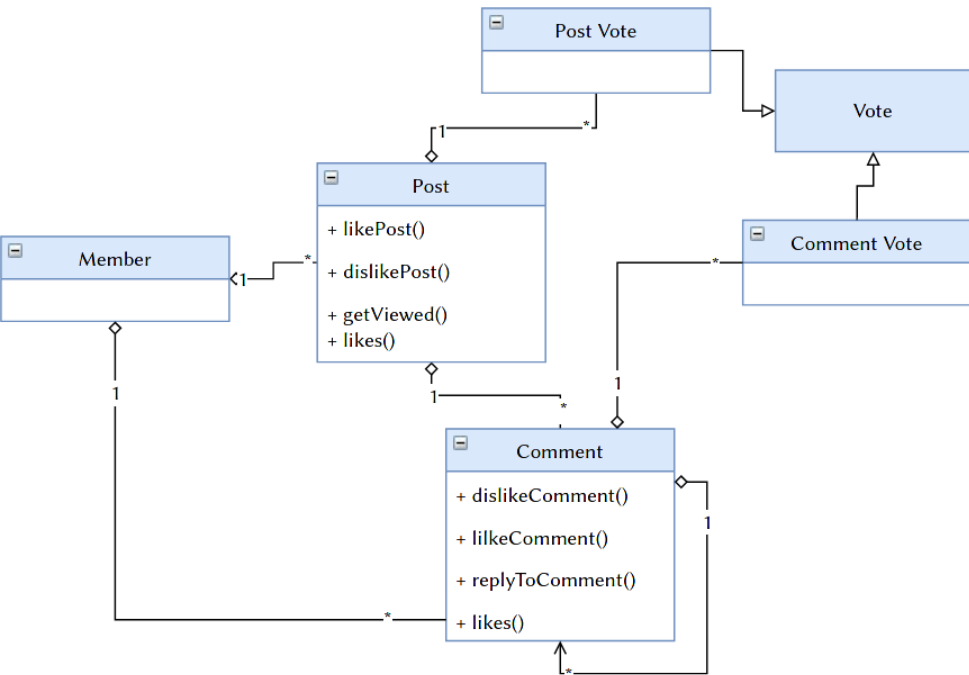 Post Vote
Vote
1
*
Post
+ likePost()
+ dislikePost()
+ getViewed()
+ likes()
Comment Vote
Member
1
*
*
1
1
*
1
Comment
+ dislikeComment()
+ lilkeComment()
+ replyToComment()
+ likes()
1
*
*